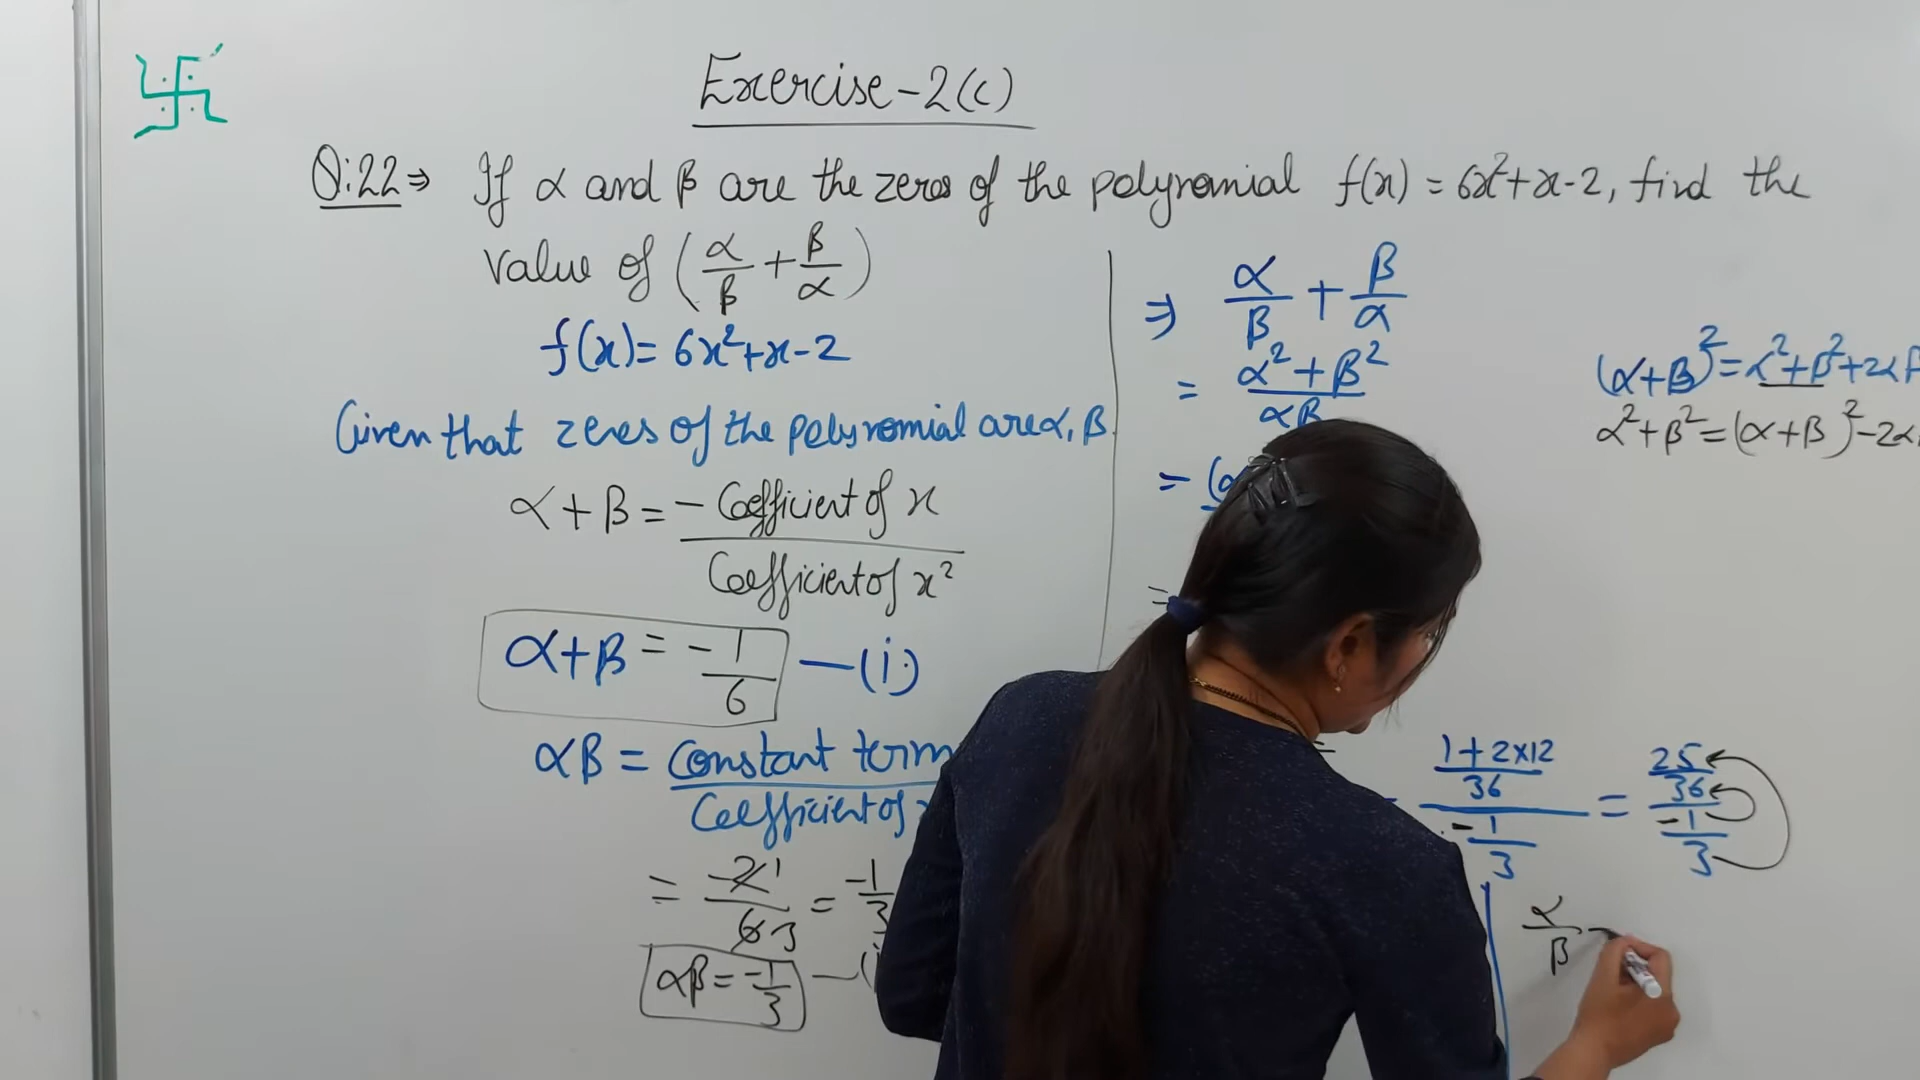 Exercise-2(c)
Q:22⇒ If α and β are the zeros of the polynomial f(x) = 6x²+x-2, find the
value of (α/β + β/α)
f(x) = 6x²+x-2
Given that zeros of the polynomial are α, β.
α+β = - Coefficient of x / Coefficient of x²
α+β = -1/6 —(i)
αβ = Constant term / Coefficient of
= -2 1/6 3 = -1/3
αβ = -1/3 —(i
⇒ α/β + β/α
= α²+β²/αβ
= (α
=
(α+β)² = α²+β²+2αβ
α²+β² = (α+β)²-2α
=
1+2×12/36 / -1/3 = 25/36 / -1/3
α/β